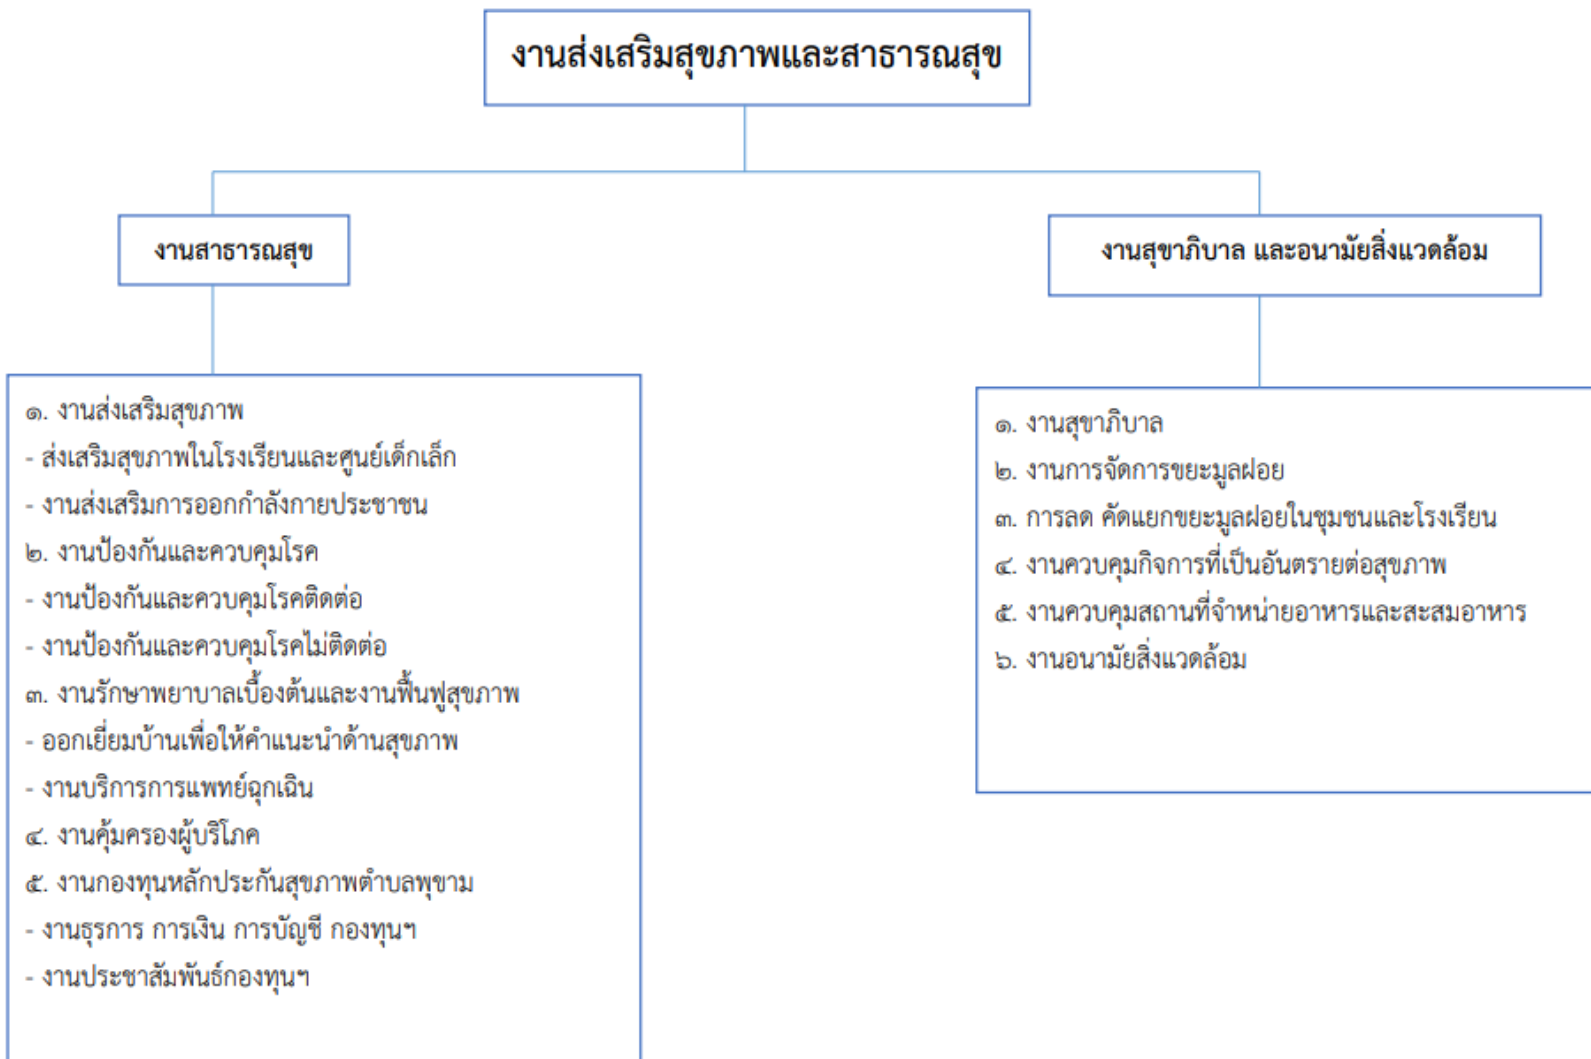 งานส่งเสริมสุขภาพและสาธารณสุข
งานสาธารณสุข
งานสุขาภิบาล และอนามัยสิ่งแวดล้อม
๑. งานส่งเสริมสุขภาพ
- ส่งเสริมสุขภาพในโรงเรียนและศูนย์เด็กเล็ก
- งานส่งเสริมการออกกำลังกายประชาชน
๒. งานป้องกันและควบคุมโรค
- งานป้องกันและควบคุมโรคติดต่อ
- งานป้องกันและควบคุมโรคไม่ติดต่อ
๓. งานรักษาพยาบาลเบื้องต้นและงานฟื้นฟูสุขภาพ
- ออกเยี่ยมบ้านเพื่อให้คำแนะนำด้านสุขภาพ
- งานบริการการแพทย์ฉุกเฉิน
๔. งานคุ้มครองผู้บริโภค
๕. งานกองทุนหลักประกันสุขภาพตำบลพุขาม
- งานธุรการ การเงิน การบัญชี กองทุนฯ
- งานประชาสัมพันธ์กองทุนฯ
๑. งานสุขาภิบาล
๒. งานการจัดการขยะมูลฝอย
๓. การลด คัดแยกขยะมูลฝอยในชุมชนและโรงเรียน
๔. งานควบคุมกิจการที่เป็นอันตรายต่อสุขภาพ
๕. งานควบคุมสถานที่จำหน่ายอาหารและสะสมอาหาร
๖. งานอนามัยสิ่งแวดล้อม